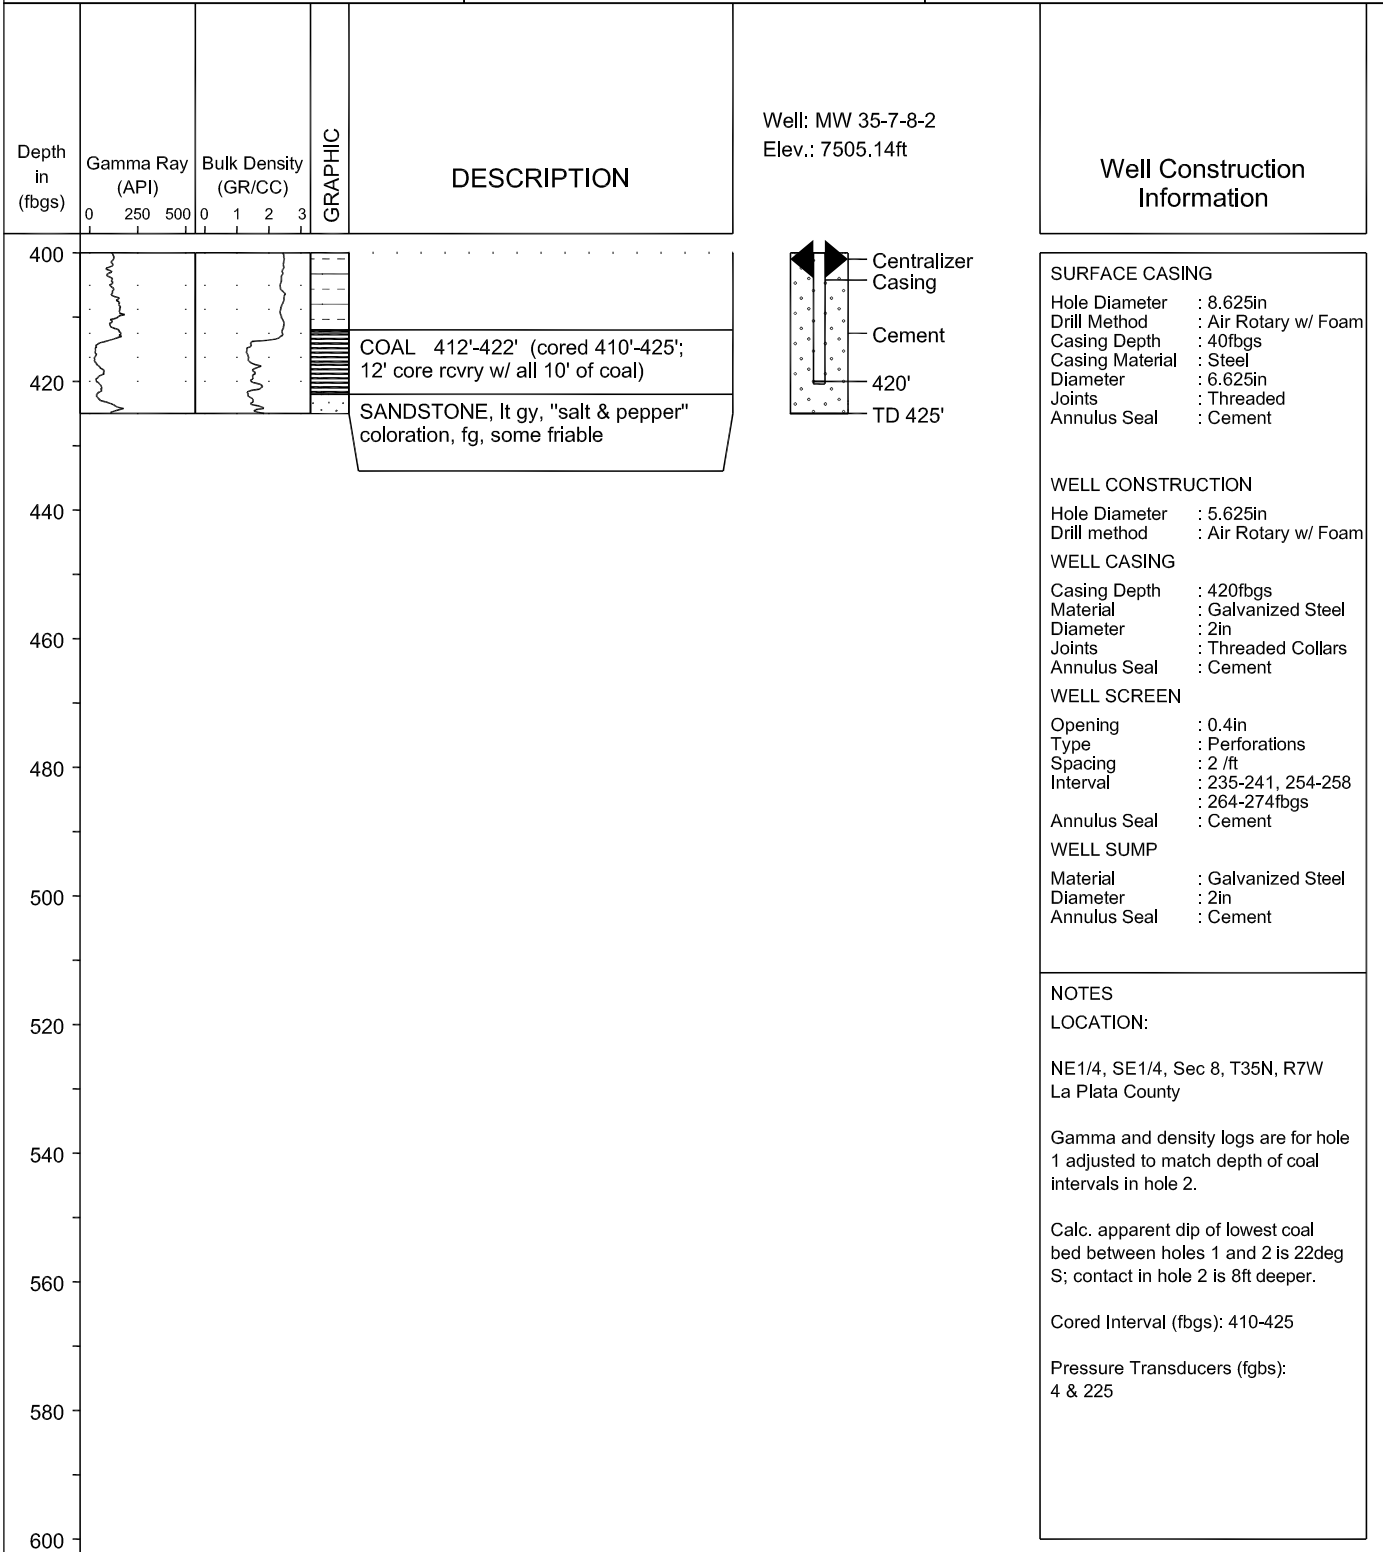 Depth
in
(fbgs)
Gamma Ray
(API)
0 250 500
Bulk Density
(GR/CC)
0 1 2 3
GRAPHIC
DESCRIPTION
Well: MW 35-7-8-2
Elev.: 7505.14ft
Well Construction
Information
400
420
440
460
480
500
520
540
560
580
600
COAL 412'-422' (cored 410'-425';
12' core rcvry w/ all 10' of coal)
SANDSTONE, lt gy, "salt & pepper"
coloration, fg, some friable
Centralizer
Casing
Cement
420'
TD 425'
SURFACE CASING
Hole Diameter : 8.625in
Drill Method : Air Rotary w/ Foam
Casing Depth : 40fbgs
Casing Material : Steel
Diameter : 6.625in
Joints : Threaded
Annulus Seal : Cement
WELL CONSTRUCTION
Hole Diameter : 5.625in
Drill method : Air Rotary w/ Foam
WELL CASING
Casing Depth : 420fbgs
Material : Galvanized Steel
Diameter : 2in
Joints : Threaded Collars
Annulus Seal : Cement
WELL SCREEN
Opening : 0.4in
Type : Perforations
Spacing : 2 /ft
Interval : 235-241, 254-258
: 264-274fbgs
Annulus Seal : Cement
WELL SUMP
Material : Galvanized Steel
Diameter : 2in
Annulus Seal : Cement
NOTES
LOCATION:
NE1/4, SE1/4, Sec 8, T35N, R7W
La Plata County
Gamma and density logs are for hole
1 adjusted to match depth of coal
intervals in hole 2.
Calc. apparent dip of lowest coal
bed between holes 1 and 2 is 22deg
S; contact in hole 2 is 8ft deeper.
Cored Interval (fbgs): 410-425
Pressure Transducers (fgbs):
4 & 225